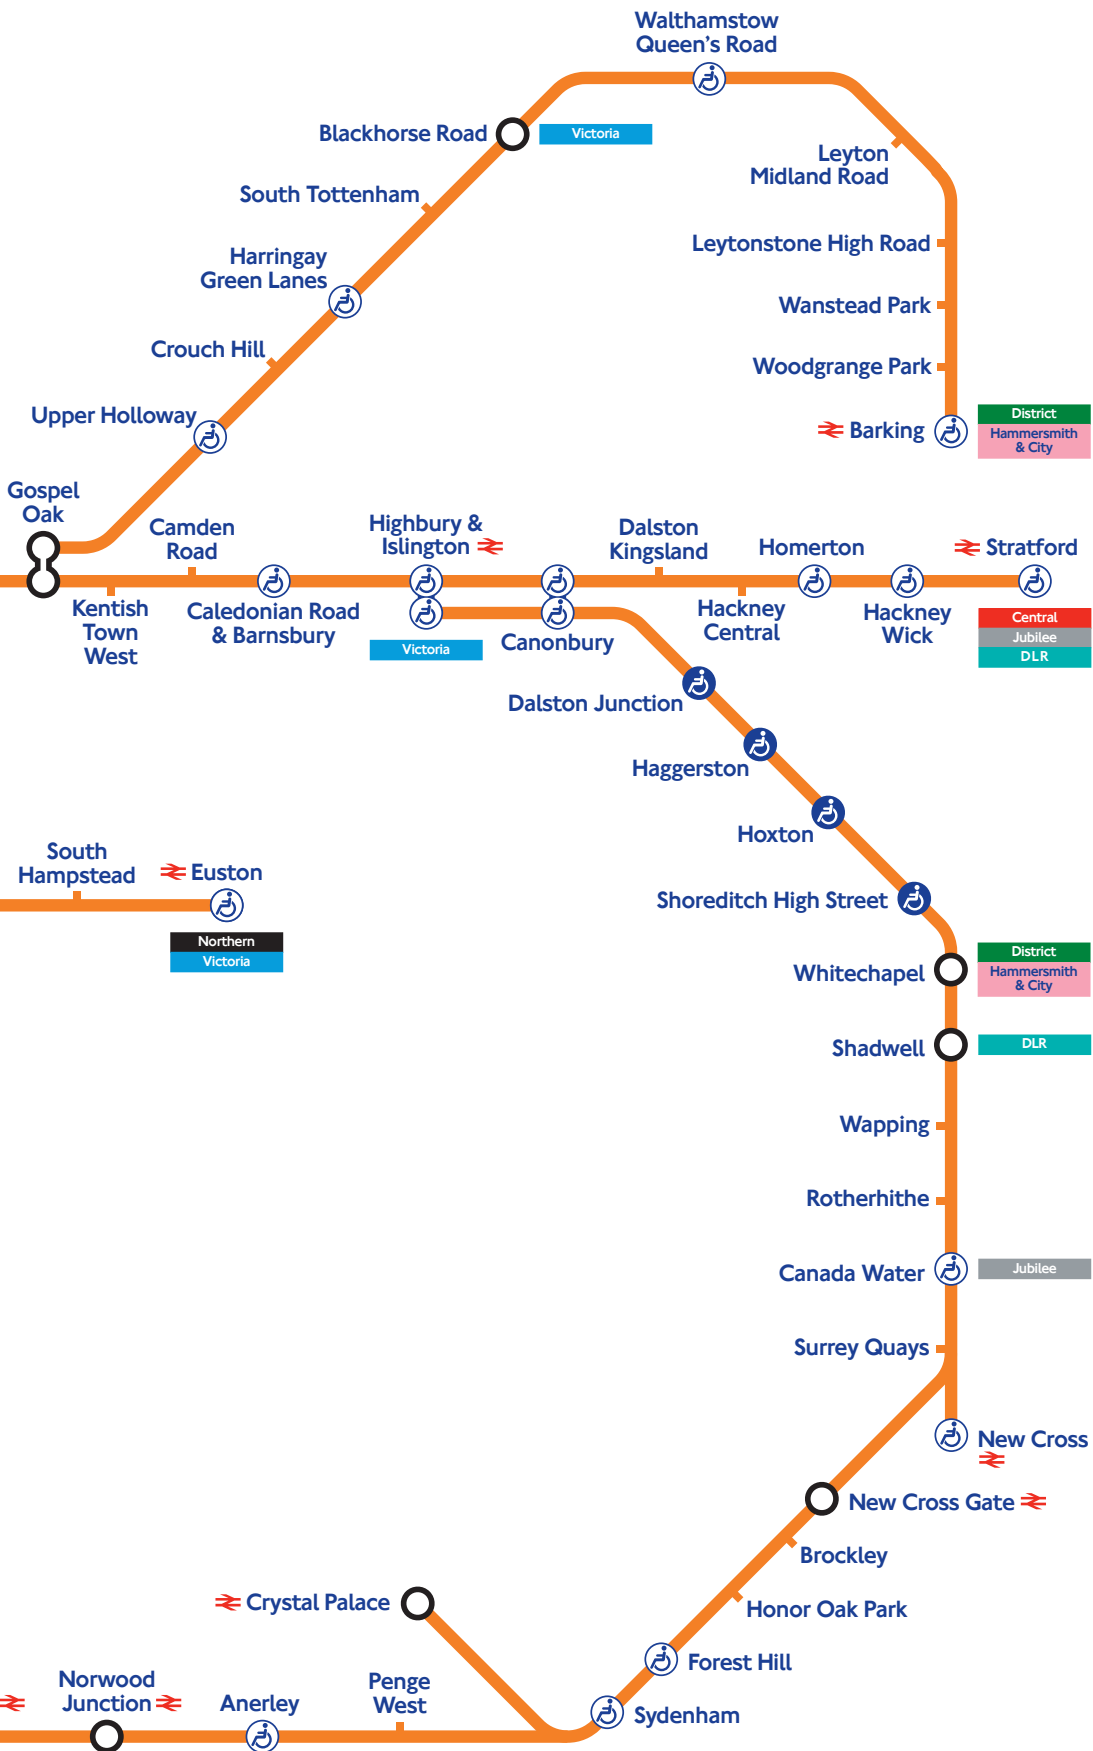 Walthamstow
Queen's Road
Blackhorse Road
Victoria
Leyton
Midland Road
South Tottenham
Leytonstone High Road
Harringay
Green Lanes
Wanstead Park
Crouch Hill
Woodgrange Park
Upper Holloway
Barking
District
Hammersmith
& City
Gospel
Oak
Camden
Road
Highbury &
Islington
Dalston
Kingsland
Homerton
Stratford
Kentish
Town
West
Caledonian Road
& Barnsbury
Victoria
Canonbury
Hackney
Central
Hackney
Wick
Central
Jubilee
DLR
Dalston Junction
Haggerston
Hoxton
South
Hampstead
Euston
Northern
Victoria
Shoreditch High Street
Whitechapel
District
Hammersmith
& City
Shadwell
DLR
Wapping
Rotherhithe
Canada Water
Jubilee
Surrey Quays
New Cross
New Cross Gate
Brockley
Crystal Palace
Honor Oak Park
Forest Hill
Norwood
Junction
Anerley
Penge
West
Sydenham